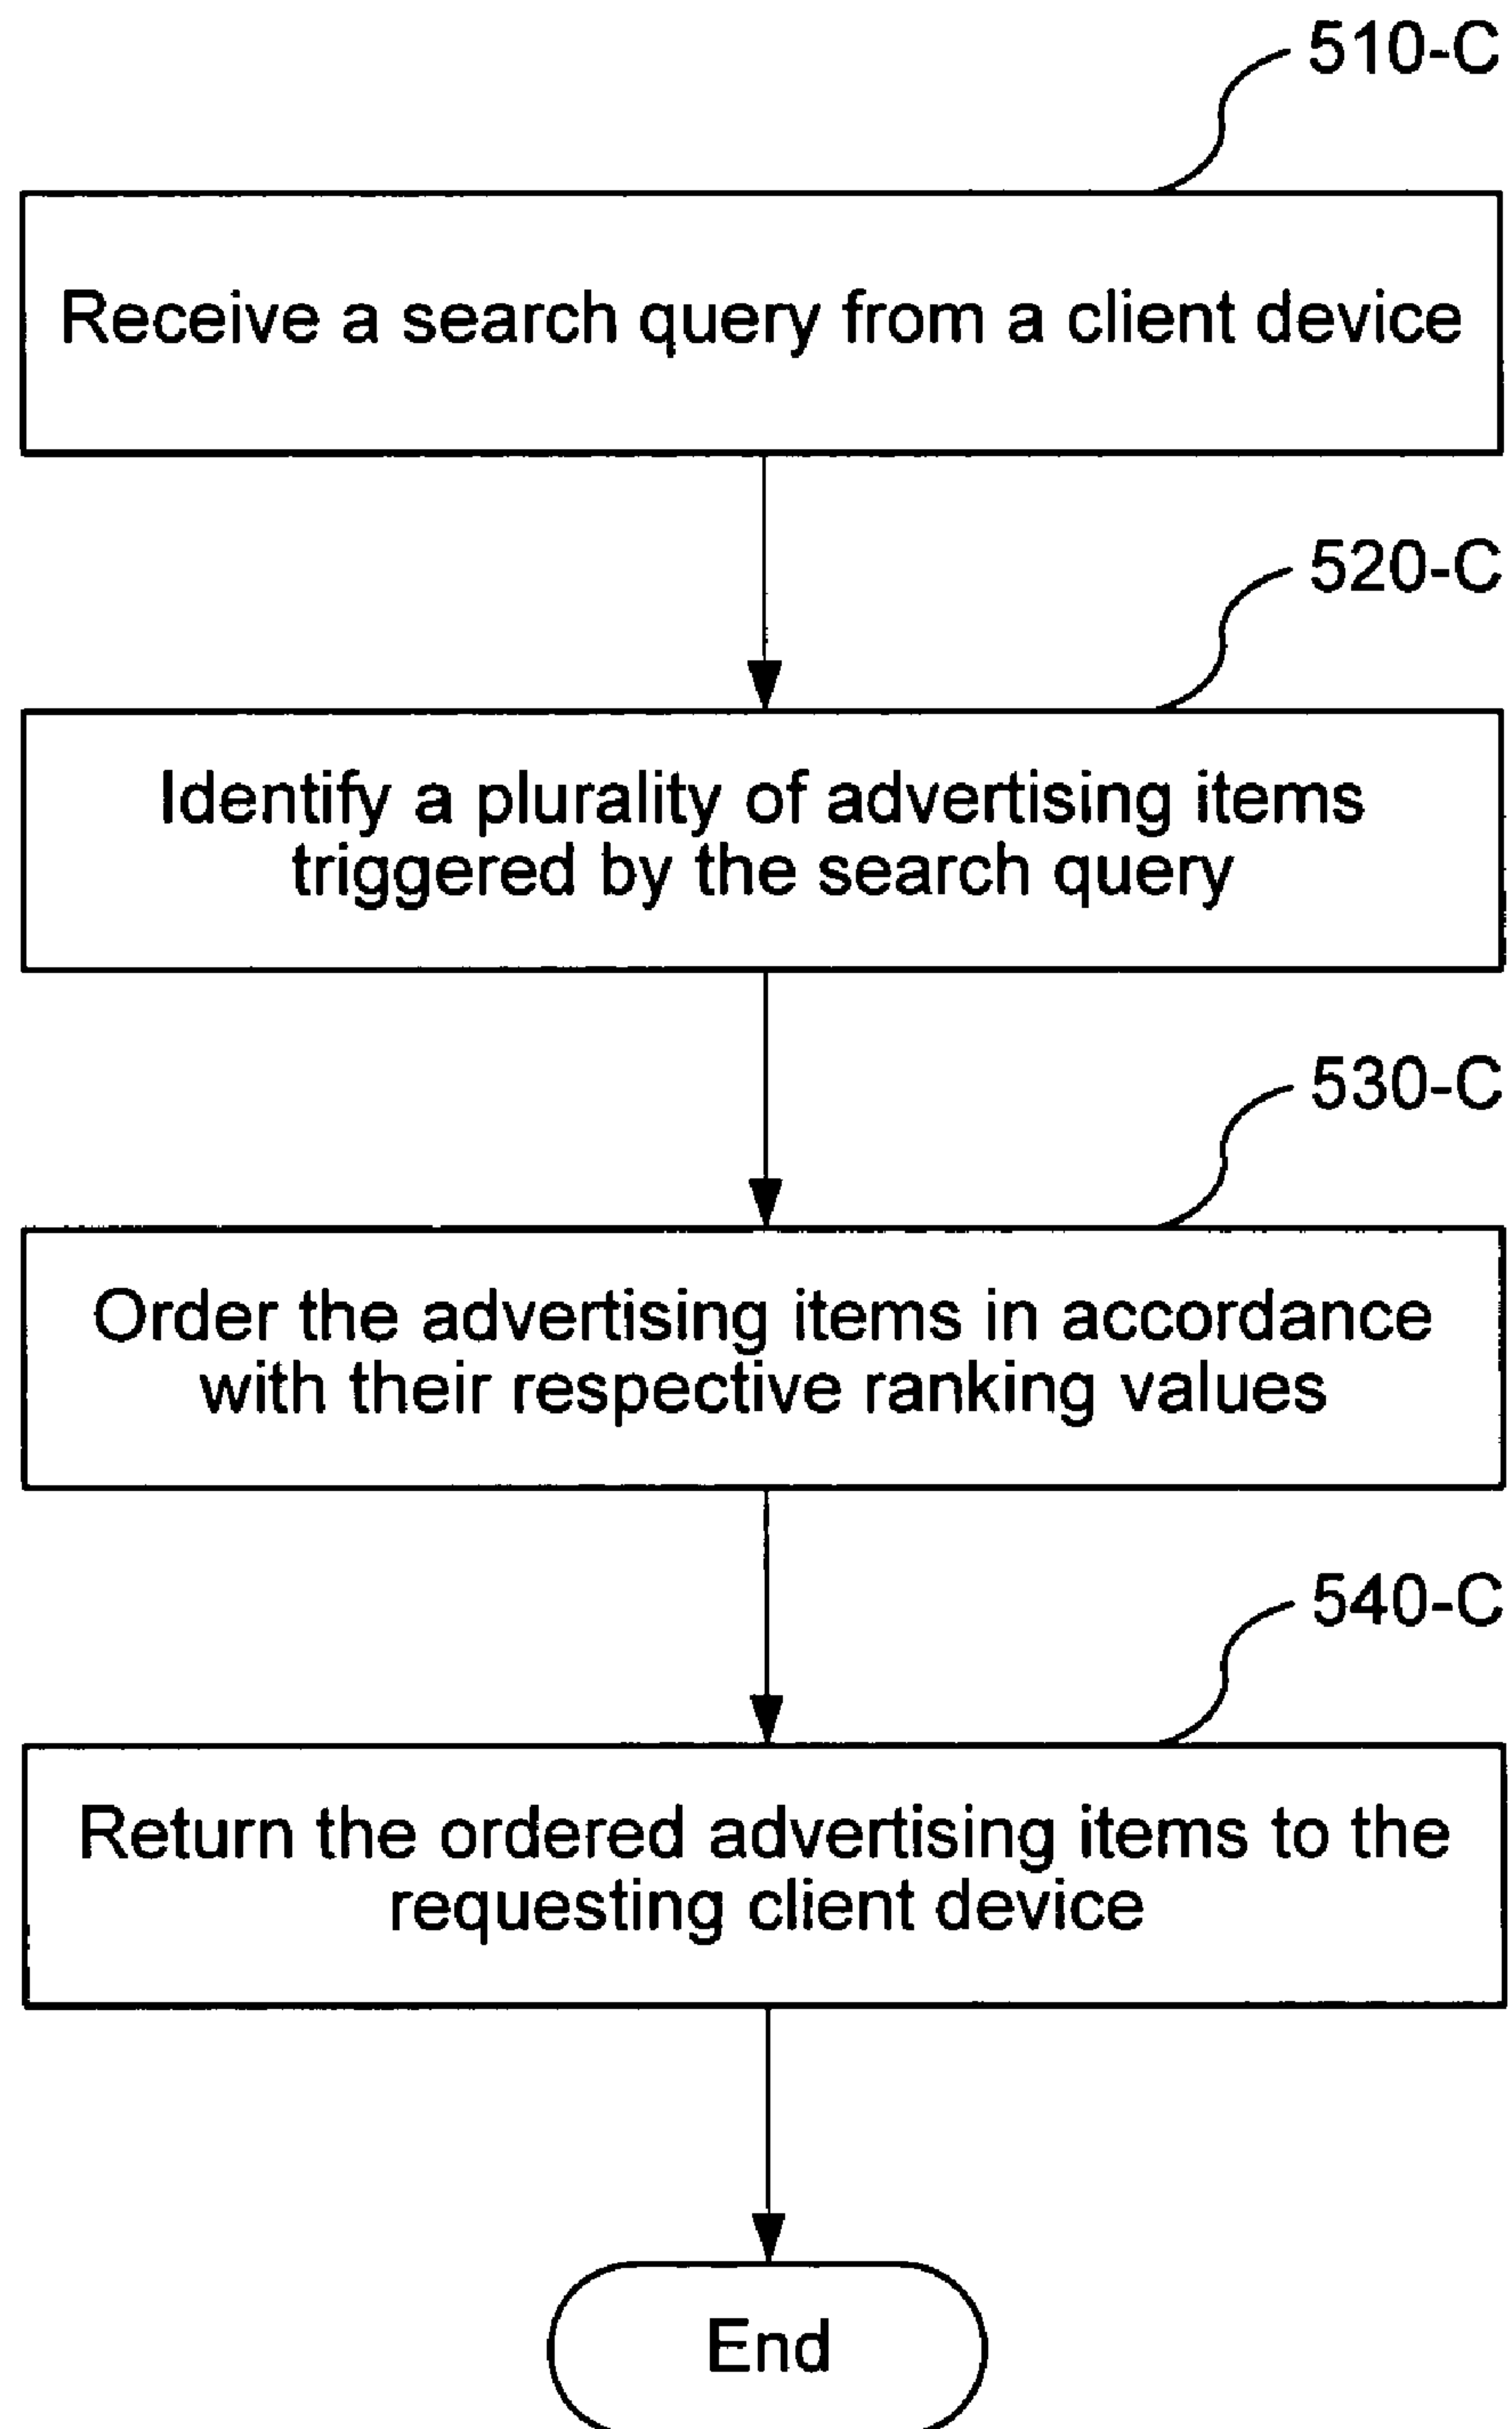 510-C
Receive a search query from a client device
520-C
Identify a plurality of advertising items
triggered by the search query
530-C
Order the advertising items in accordance
with their respective ranking values
540-C
Return the ordered advertising items to the
requesting client device
End